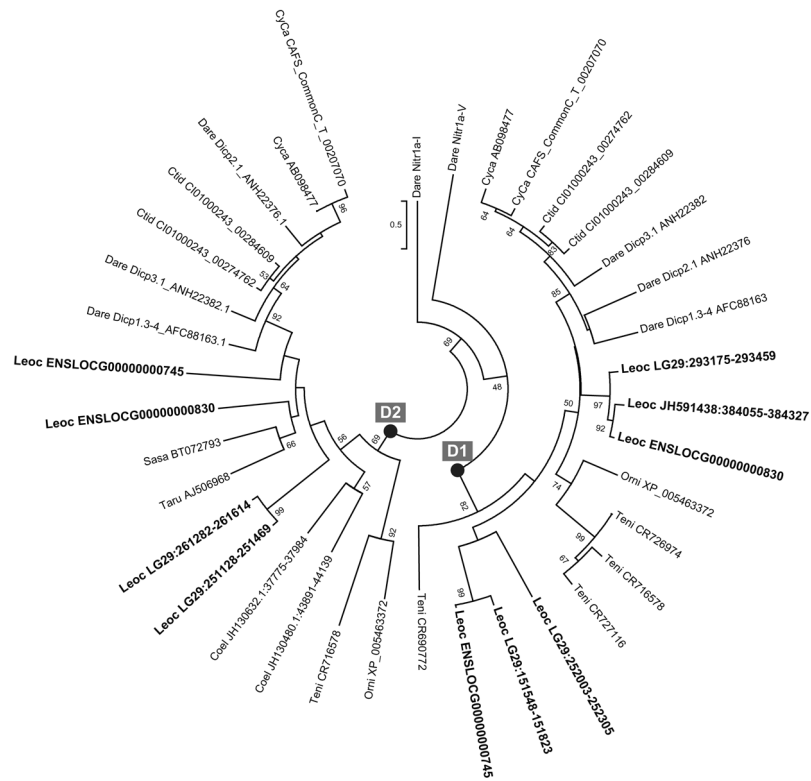 CyCa CAFS_CommonC_T_00207070
Cyca AB098477
Dare Dicp2.1_ANH22376.1
Ctid CI01000243_00284609
Ctid CI01000243_00274762
Dare Dicp3.1_ANH22382.1
Dare Dicp1.3-4_AFC88163.1
Leoc ENSLOCG00000000745
Leoc ENSLOCG00000000830
Sasa BT072793
Taru AJ506968
Leoc LG29:261282-261614
Leoc LG29:251128-251469
Coel JH130632.1:37775-37984
Coel JH130480.1:43891-44139
Teni CR716578
Orni XP_005463372
96
53
64
92
66
99
56
57
69
92
D2
0.5
Dare Nitr1a-I
Dare Nitr1a-V
69
48
D1
82
Cyca AB098477
CyCa CAFS_CommonC_T_00207070
Ctid CI01000243_00274762
Ctid CI01000243_00284609
Dare Dicp3.1 ANH22382
Dare Dicp2.1 ANH22376
Dare Dicp1.3-4 AFC88163
Leoc LG29:293175-293459
Leoc JH591438:384055-384327
Leoc ENSLOCG00000000830
Orni XP_005463372
Teni CR726974
Teni CR716578
Teni CR727116
Leoc LG29:252003-252305
Leoc LG29:151548-151823
Leoc ENSLOCG00000000745
Teni CR690772
64
64
83
85
50
97
92
74
99
67
99